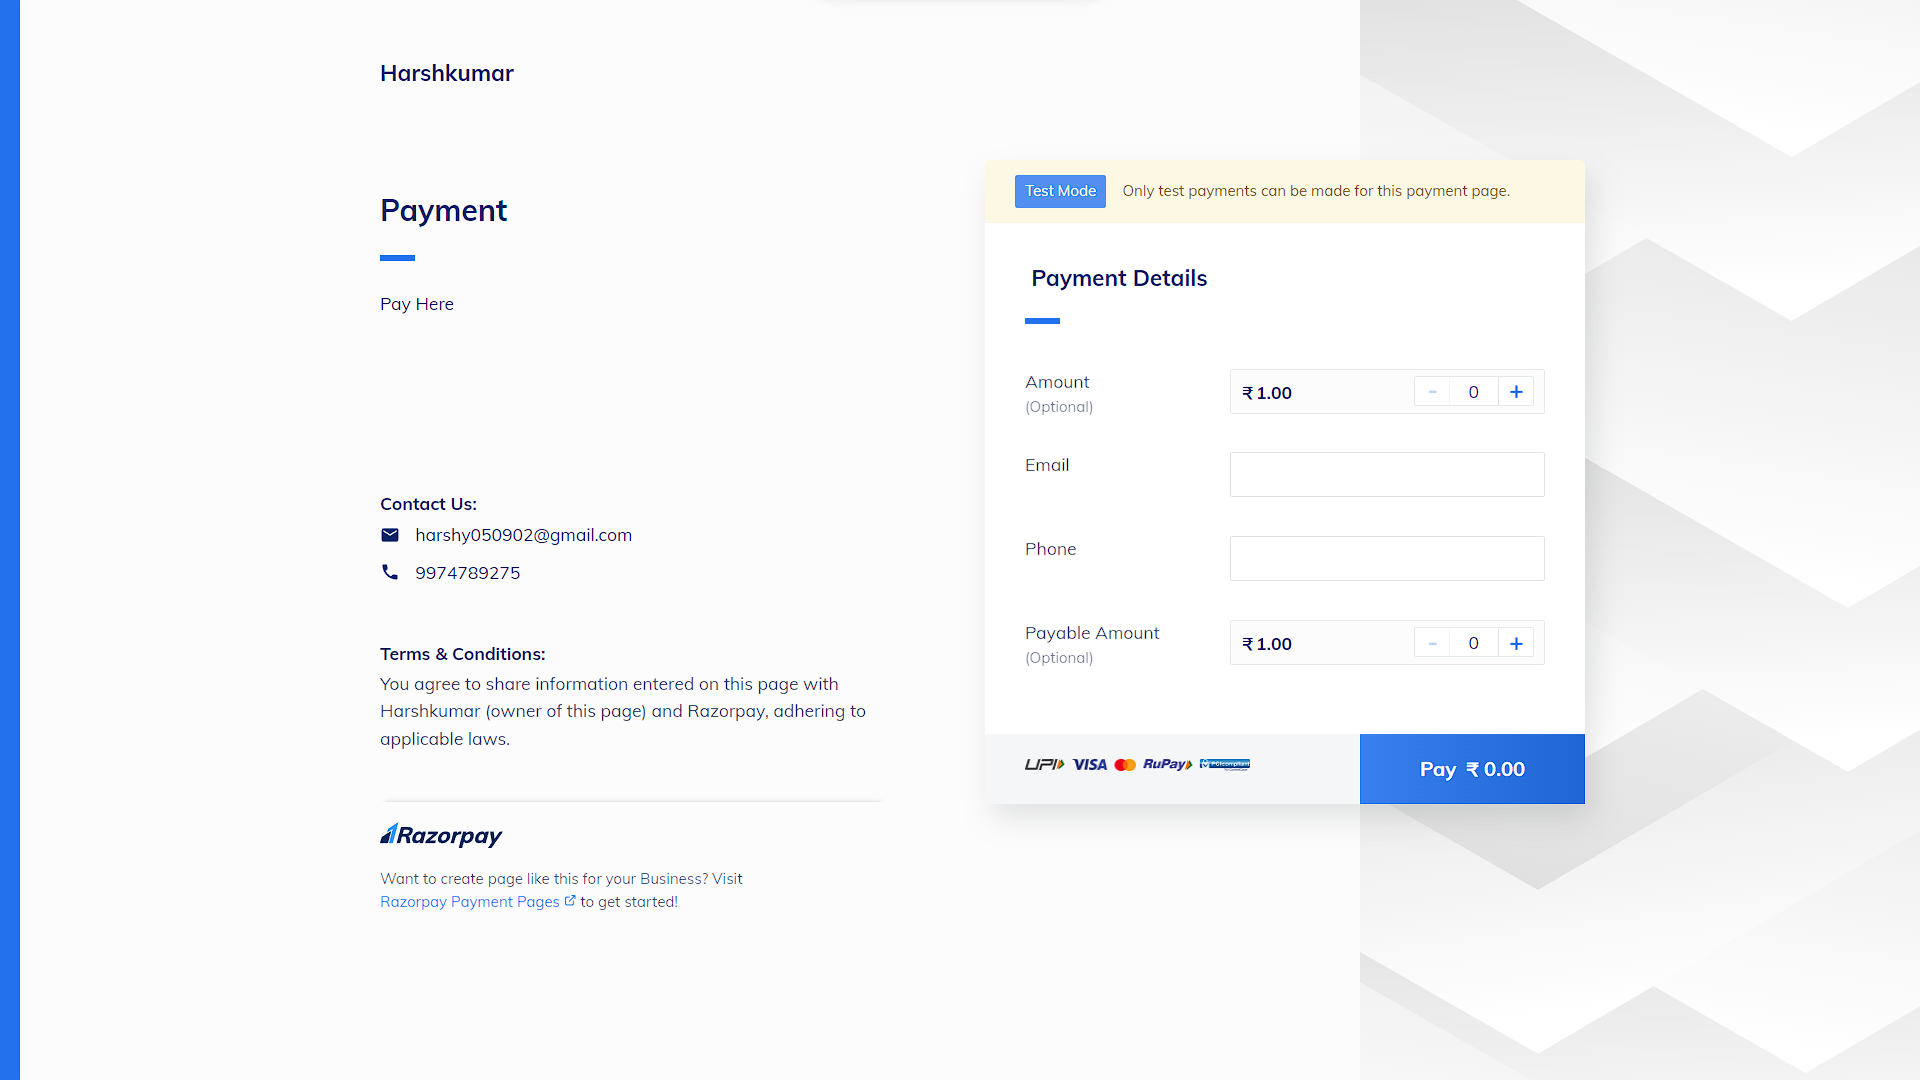 Harshkumar
Payment
Pay Here
Contact Us:
harshy050902@gmail.com
9974789275
Terms & Conditions:
You agree to share information entered on this page with
Harshkumar (owner of this page) and Razorpay, adhering to
applicable laws.
Razorpay
Want to create page like this for your Business? Visit
Razorpay Payment Pages to get started!
Test Mode Only test payments can be made for this payment page.
Payment Details
Amount
(Optional)
₹ 1.00 - 0 +
Email
Phone
Payable Amount
(Optional)
₹ 1.00 - 0 +
UPI VISA RuPay PCI compliant
Pay ₹ 0.00